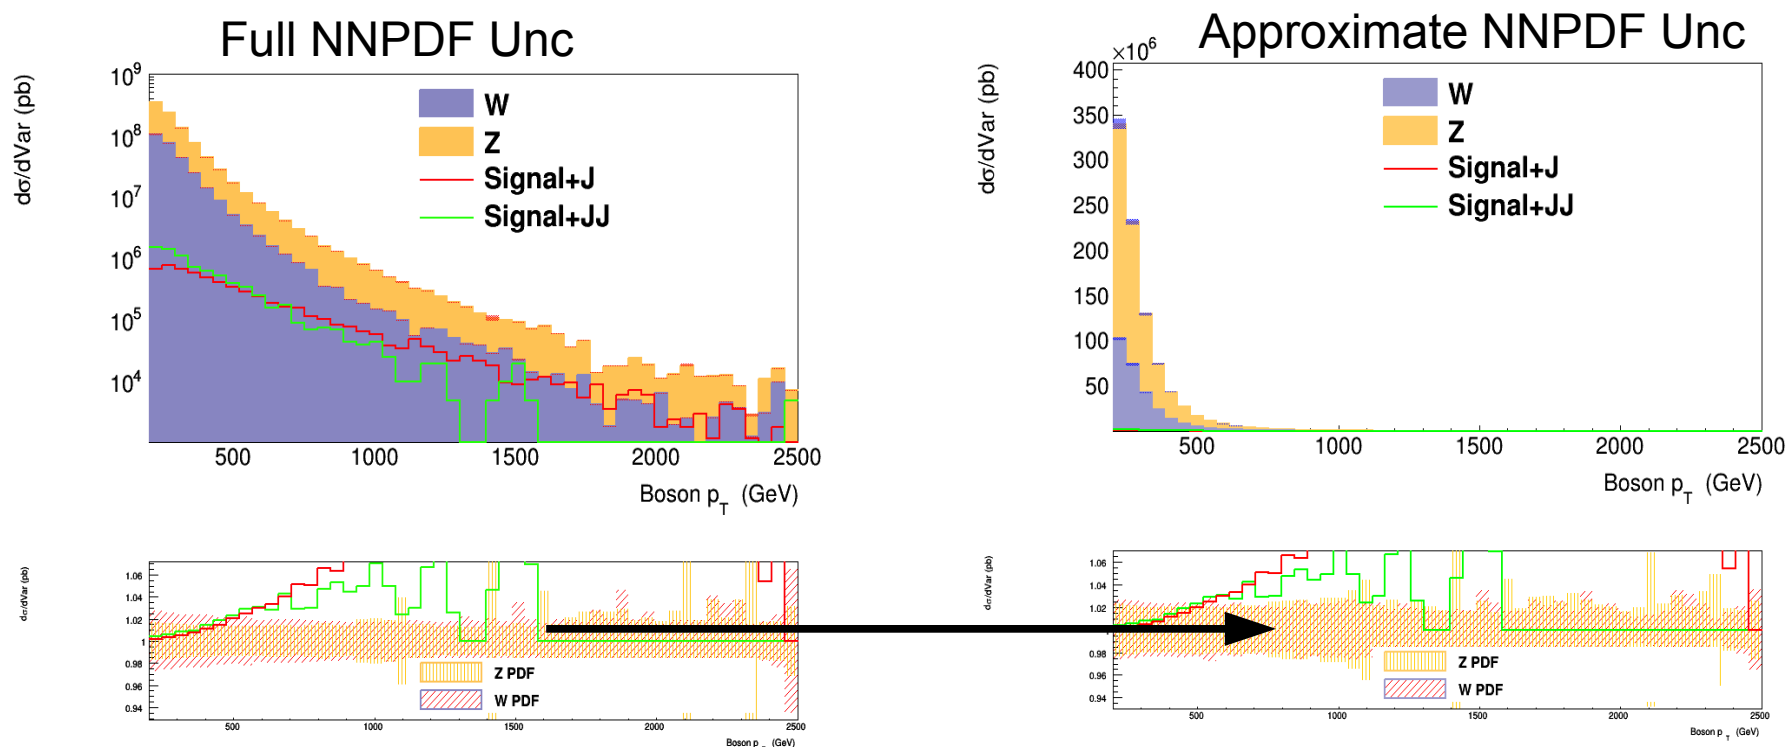 Full NNPDF Unc
dσ/dVar (pb)
10^9
10^8
10^7
10^6
10^5
10^4
W
Z
Signal+J
Signal+JJ
500 1000 1500 2000 2500
Boson p_T (GeV)
Approximate NNPDF Unc
×10^6
dσ/dVar (pb)
400
350
300
250
200
150
100
50
W
Z
Signal+J
Signal+JJ
500 1000 1500 2000 2500
Boson p_T (GeV)
dσ/dVar (pb)
1.06
1.04
1.02
1
0.98
0.96
0.94
Z PDF
W PDF
500 1000 1500 2000 2500
Boson p_T (GeV)
dσ/dVar (pb)
1.06
1.04
1.02
1
0.98
0.96
0.94
Z PDF
W PDF
500 1000 1500 2000 2500
Boson p_T (GeV)